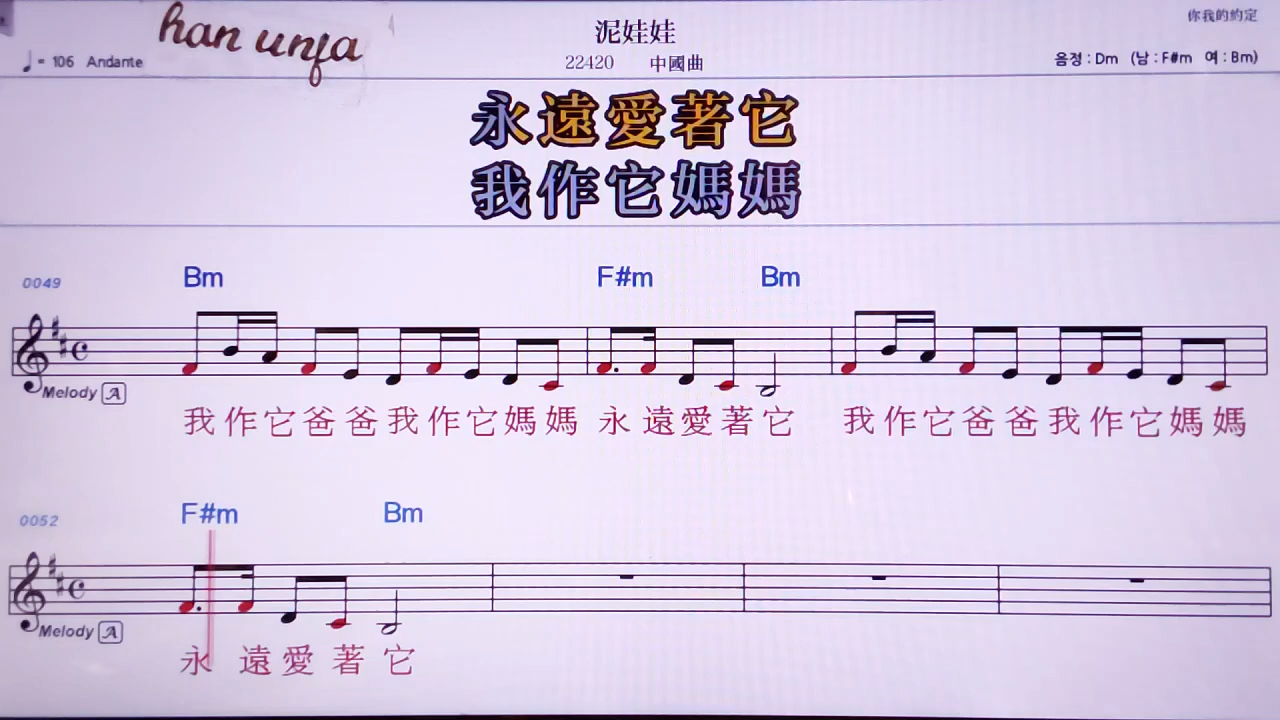 han unfa
泥娃娃
你我的約定
♩= 106 Andante
22420 中國曲
음정 : Dm (남 : F#m 여 : Bm)
永遠愛著它
我作它媽媽
0049 Bm F#m Bm
Melody A
我作它爸爸我作它媽媽 永遠愛著它 我作它爸爸我作它媽媽
0052 F#m Bm
Melody A
永遠愛著它